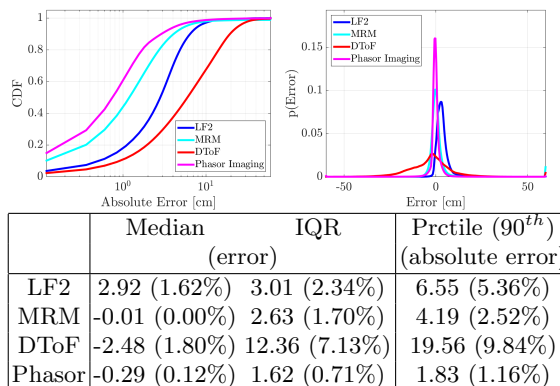 1
0.8
0.6
0.4
0.2
0
CDF
10^0
10^1
Absolute Error [cm]
LF2
MRM
DToF
Phasor Imaging
0.15
0.1
0.05
0
p(Error)
-50
0
50
Error [cm]
LF2
MRM
DToF
Phasor Imaging
Median IQR Prctile (90^th)
(error) (absolute error)
LF2 2.92 (1.62%) 3.01 (2.34%) 6.55 (5.36%)
MRM -0.01 (0.00%) 2.63 (1.70%) 4.19 (2.52%)
DToF -2.48 (1.80%) 12.36 (7.13%) 19.56 (9.84%)
Phasor -0.29 (0.12%) 1.62 (0.71%) 1.83 (1.16%)